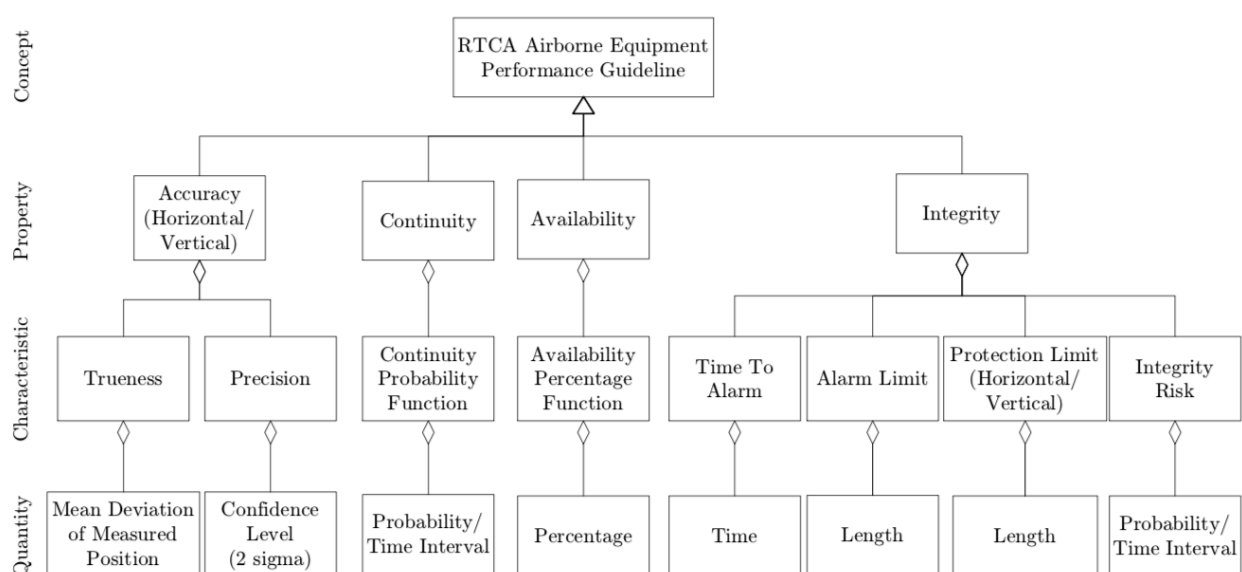 Concept
RTCA Airborne Equipment
Performance Guideline
Property
Accuracy
(Horizontal/
Vertical)
Continuity
Availability
Integrity
Characteristic
Trueness
Precision
Continuity
Probability
Function
Availability
Percentage
Function
Time To
Alarm
Alarm Limit
Protection Limit
(Horizontal/
Vertical)
Integrity
Risk
Quantity
Mean Deviation
of Measured
Position
Confidence
Level
(2 sigma)
Probability/
Time Interval
Percentage
Time
Length
Length
Probability/
Time Interval